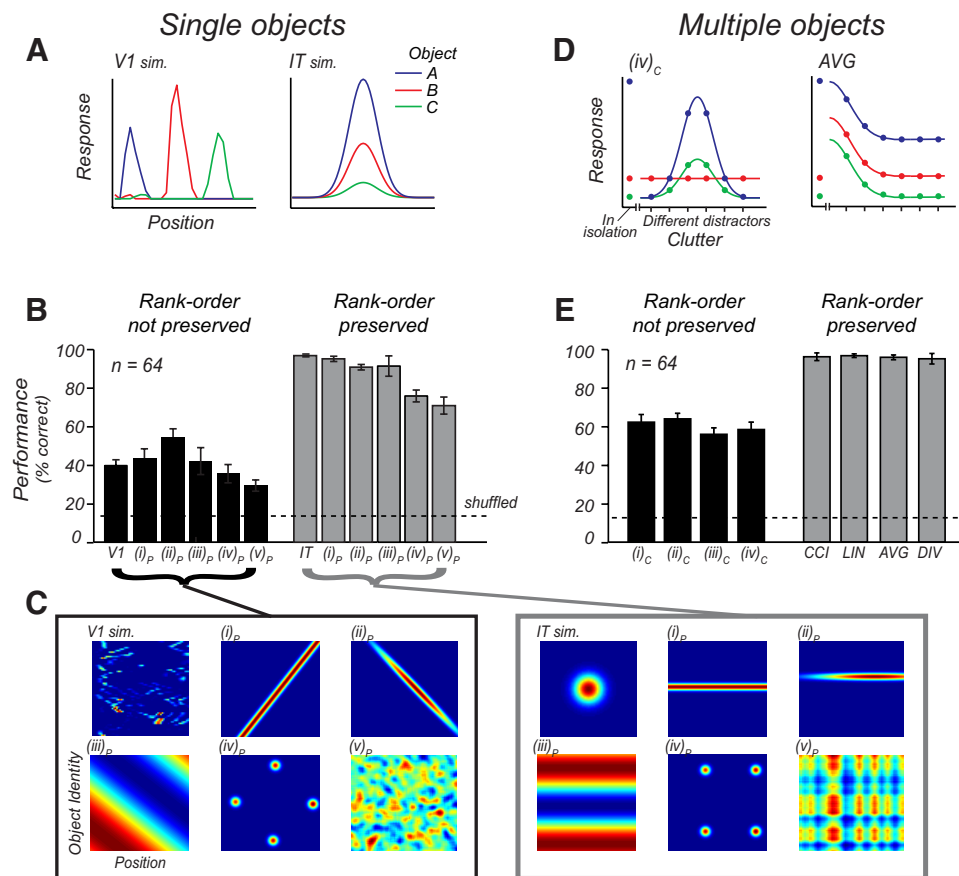 Single objects
Multiple objects
A
V1 sim.
IT sim.
Object
A
B
C
Response
Position
D
(iv)C
AVG
Response
In isolation
Different distractors
Clutter
B
Rank-order
not preserved
Rank-order
preserved
n = 64
Performance
(% correct)
100
80
60
40
20
0
shuffled
V1 (i)P (ii)P (iii)P (iv)P (v)P
IT (i)P (ii)P (iii)P (iv)P (v)P
E
Rank-order
not preserved
Rank-order
preserved
n = 64
100
80
60
40
20
0
(i)C (ii)C (iii)C (iv)C
CCI LIN AVG DIV
C
V1 sim. (i)P (ii)P
(iii)P (iv)P (v)P
Object Identity
Position
IT sim. (i)P (ii)P
(iii)P (iv)P (v)P